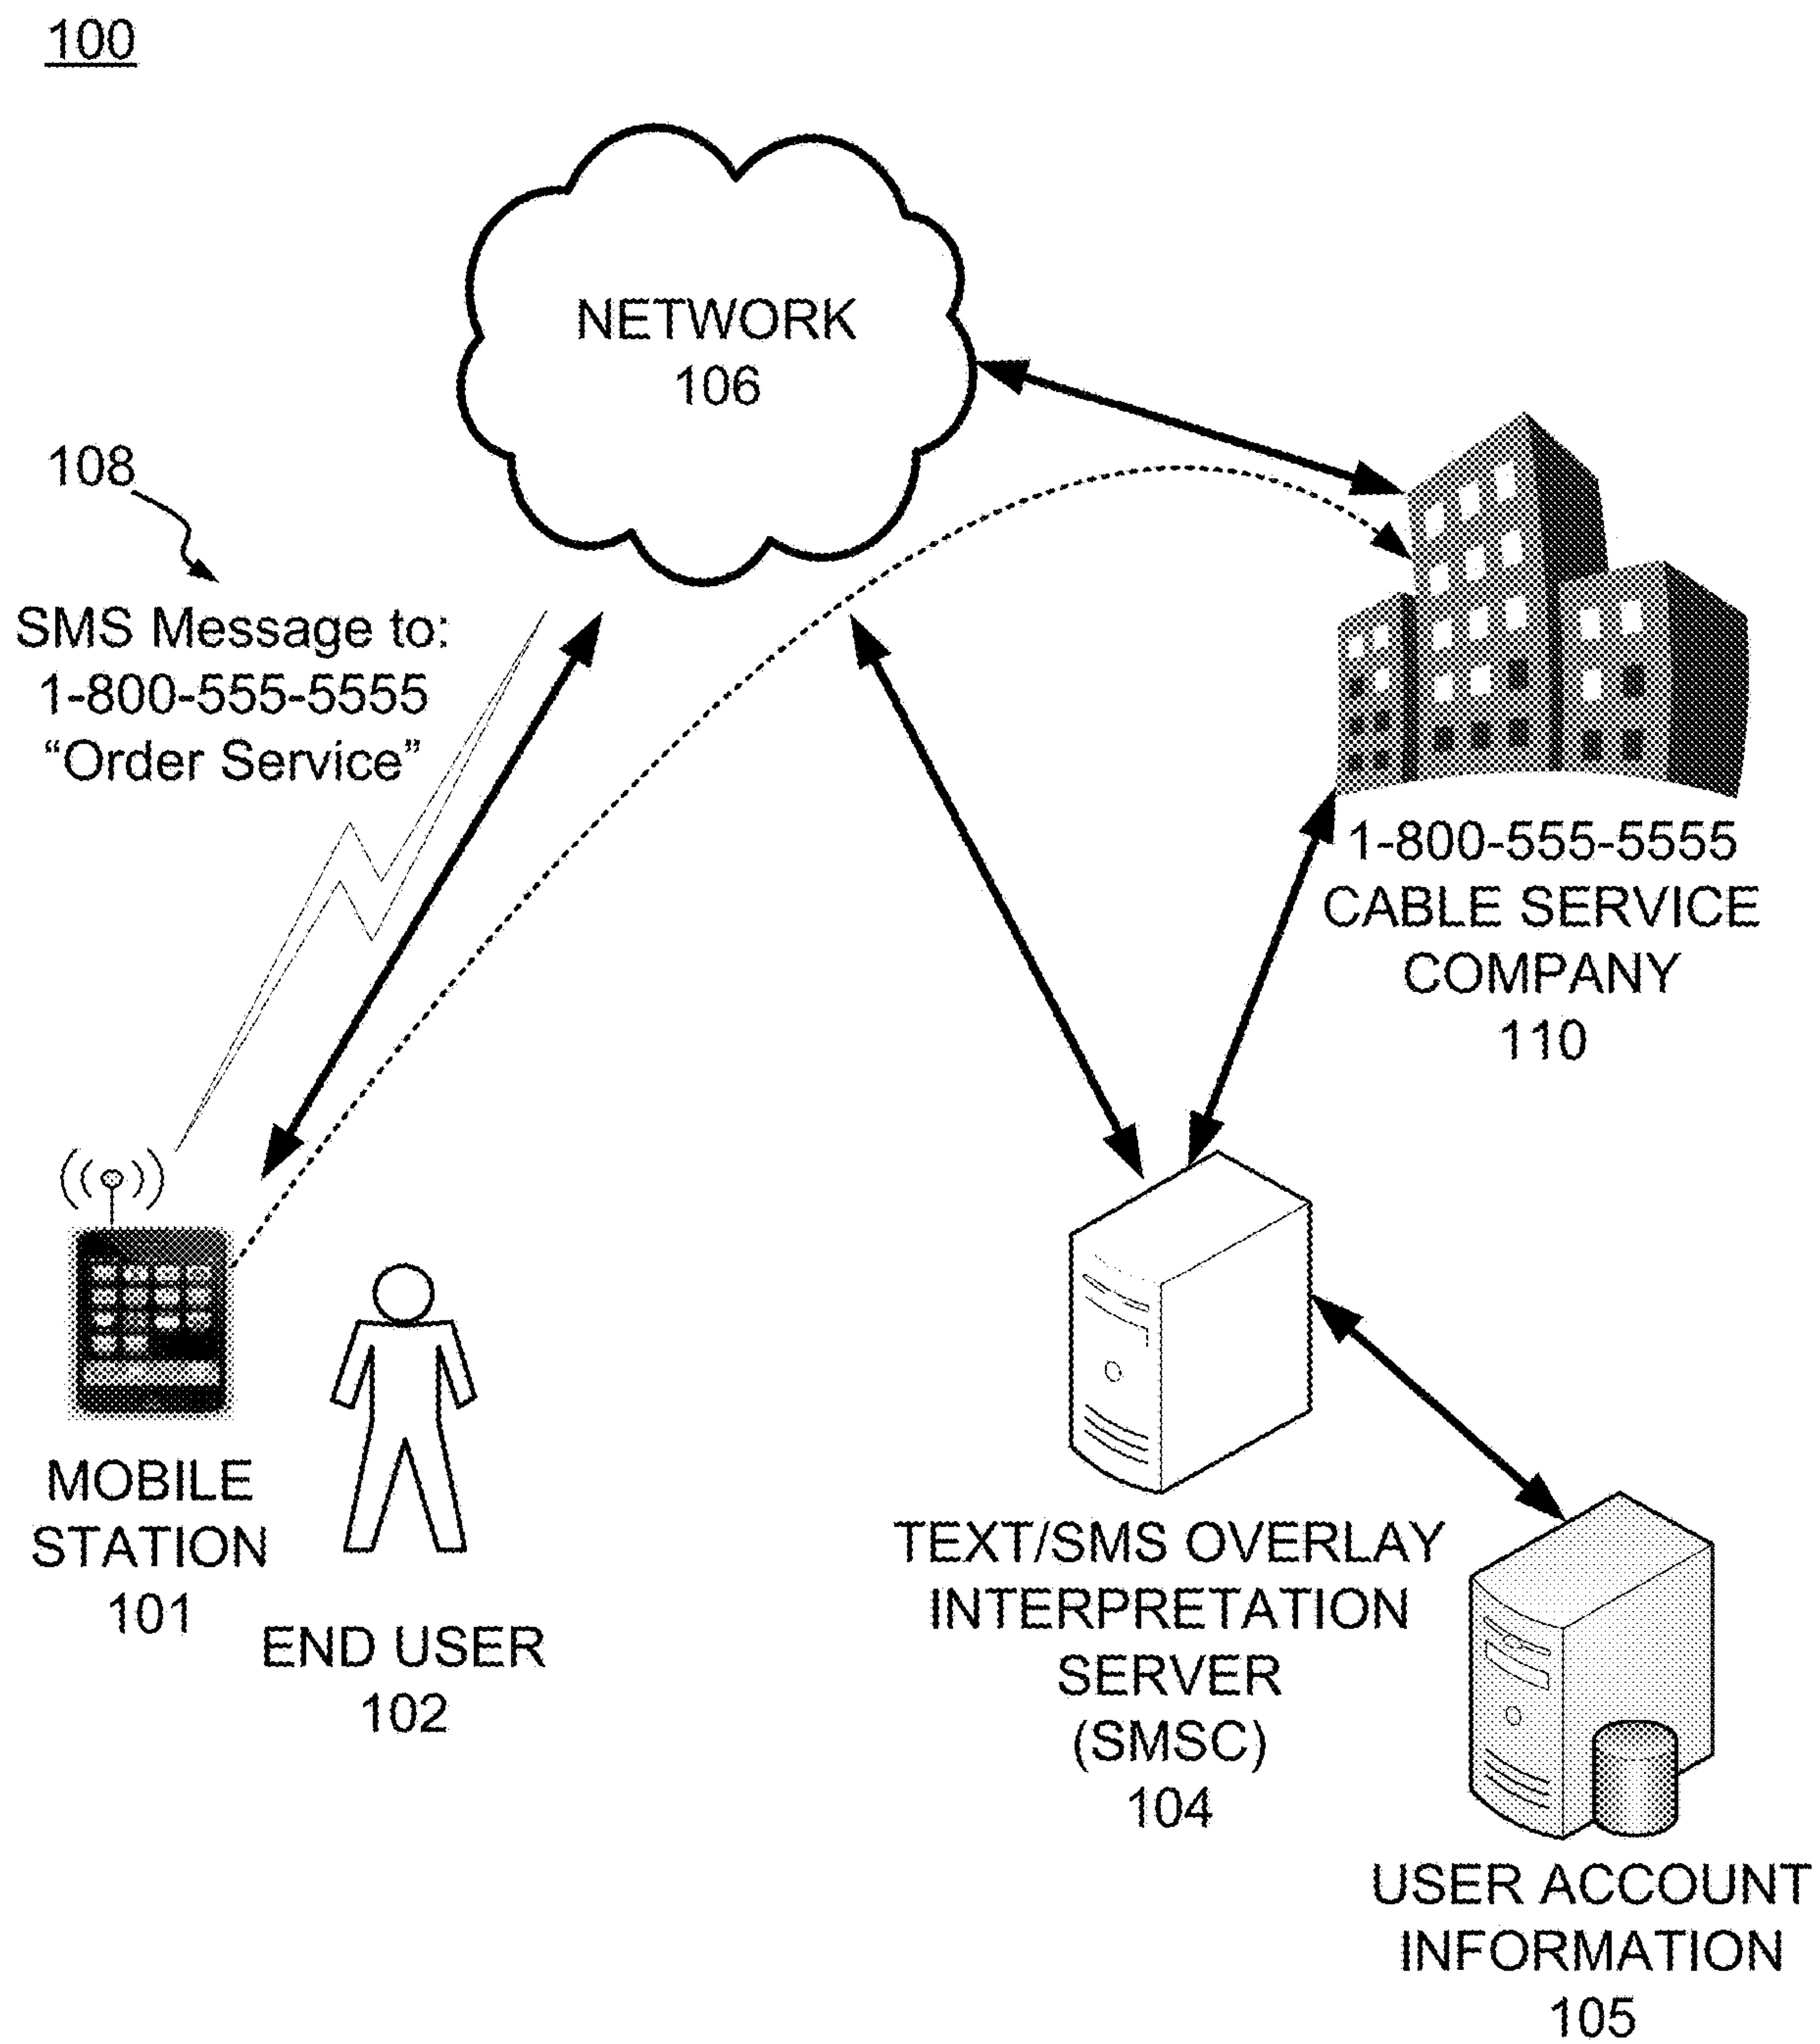 100
NETWORK
106
108
SMS Message to:
1-800-555-5555
“Order Service”
1-800-555-5555
CABLE SERVICE
COMPANY
110
MOBILE
STATION
101
END USER
102
TEXT/SMS OVERLAY
INTERPRETATION
SERVER
(SMSC)
104
USER ACCOUNT
INFORMATION
105